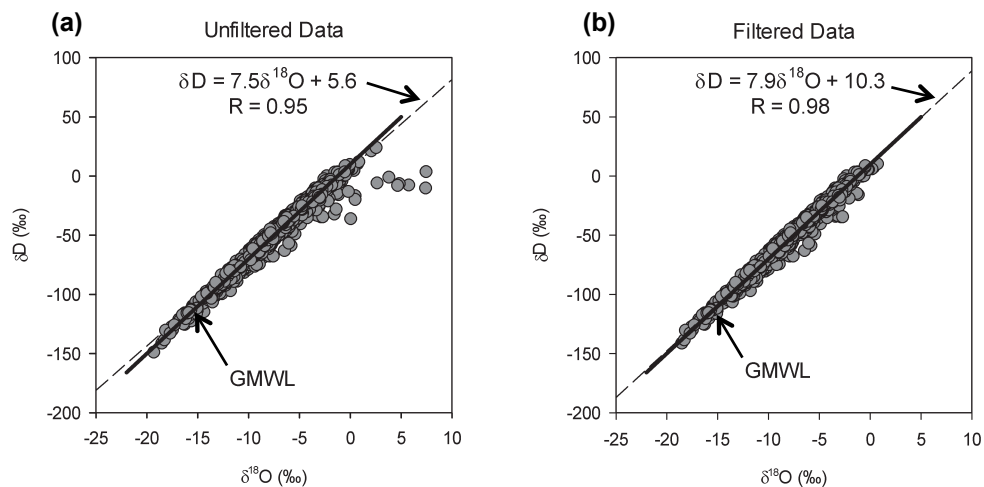 (a)
Unfiltered Data
100
50
0
-50
-100
-150
-200
δD (‰)
δD = 7.5δ¹⁸O + 5.6
R = 0.95
GMWL
-25 -20 -15 -10 -5 0 5 10
δ¹⁸O (‰)
(b)
Filtered Data
100
50
0
-50
-100
-150
-200
δD (‰)
δD = 7.9δ¹⁸O + 10.3
R = 0.98
GMWL
-25 -20 -15 -10 -5 0 5 10
δ¹⁸O (‰)